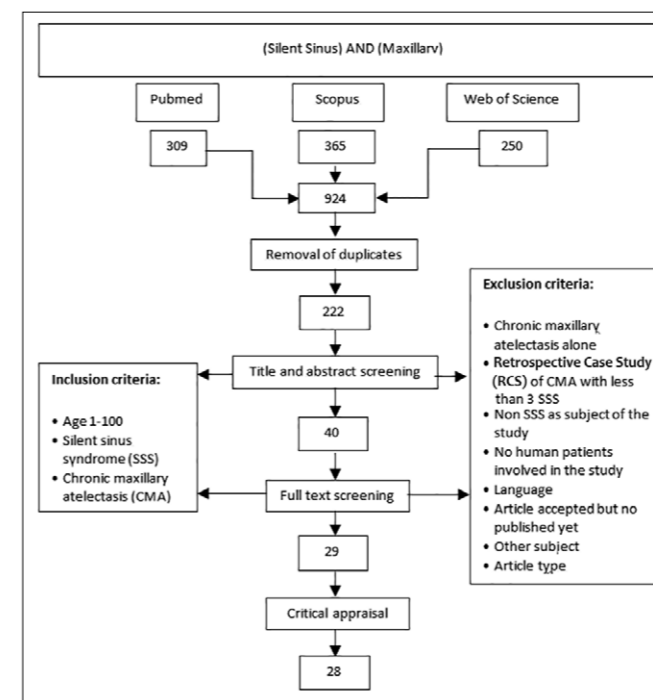 (Silent Sinus) AND (Maxillary)
Pubmed
Scopus
Web of Science
309
365
250
924
Removal of duplicates
222
Title and abstract screening
40
Full text screening
29
Critical appraisal
28
Inclusion criteria:
• Age 1-100
• Silent sinus
syndrome (SSS)
• Chronic maxillary
atelectasis (CMA)
Exclusion criteria:
• Chronic maxillary
atelectasis alone
• Retrospective Case Study
(RCS) of CMA with less
than 3 SSS
• Non SSS as subject of the
study
• No human patients
involved in the study
• Language
• Article accepted but no
published yet
• Other subject
• Article type